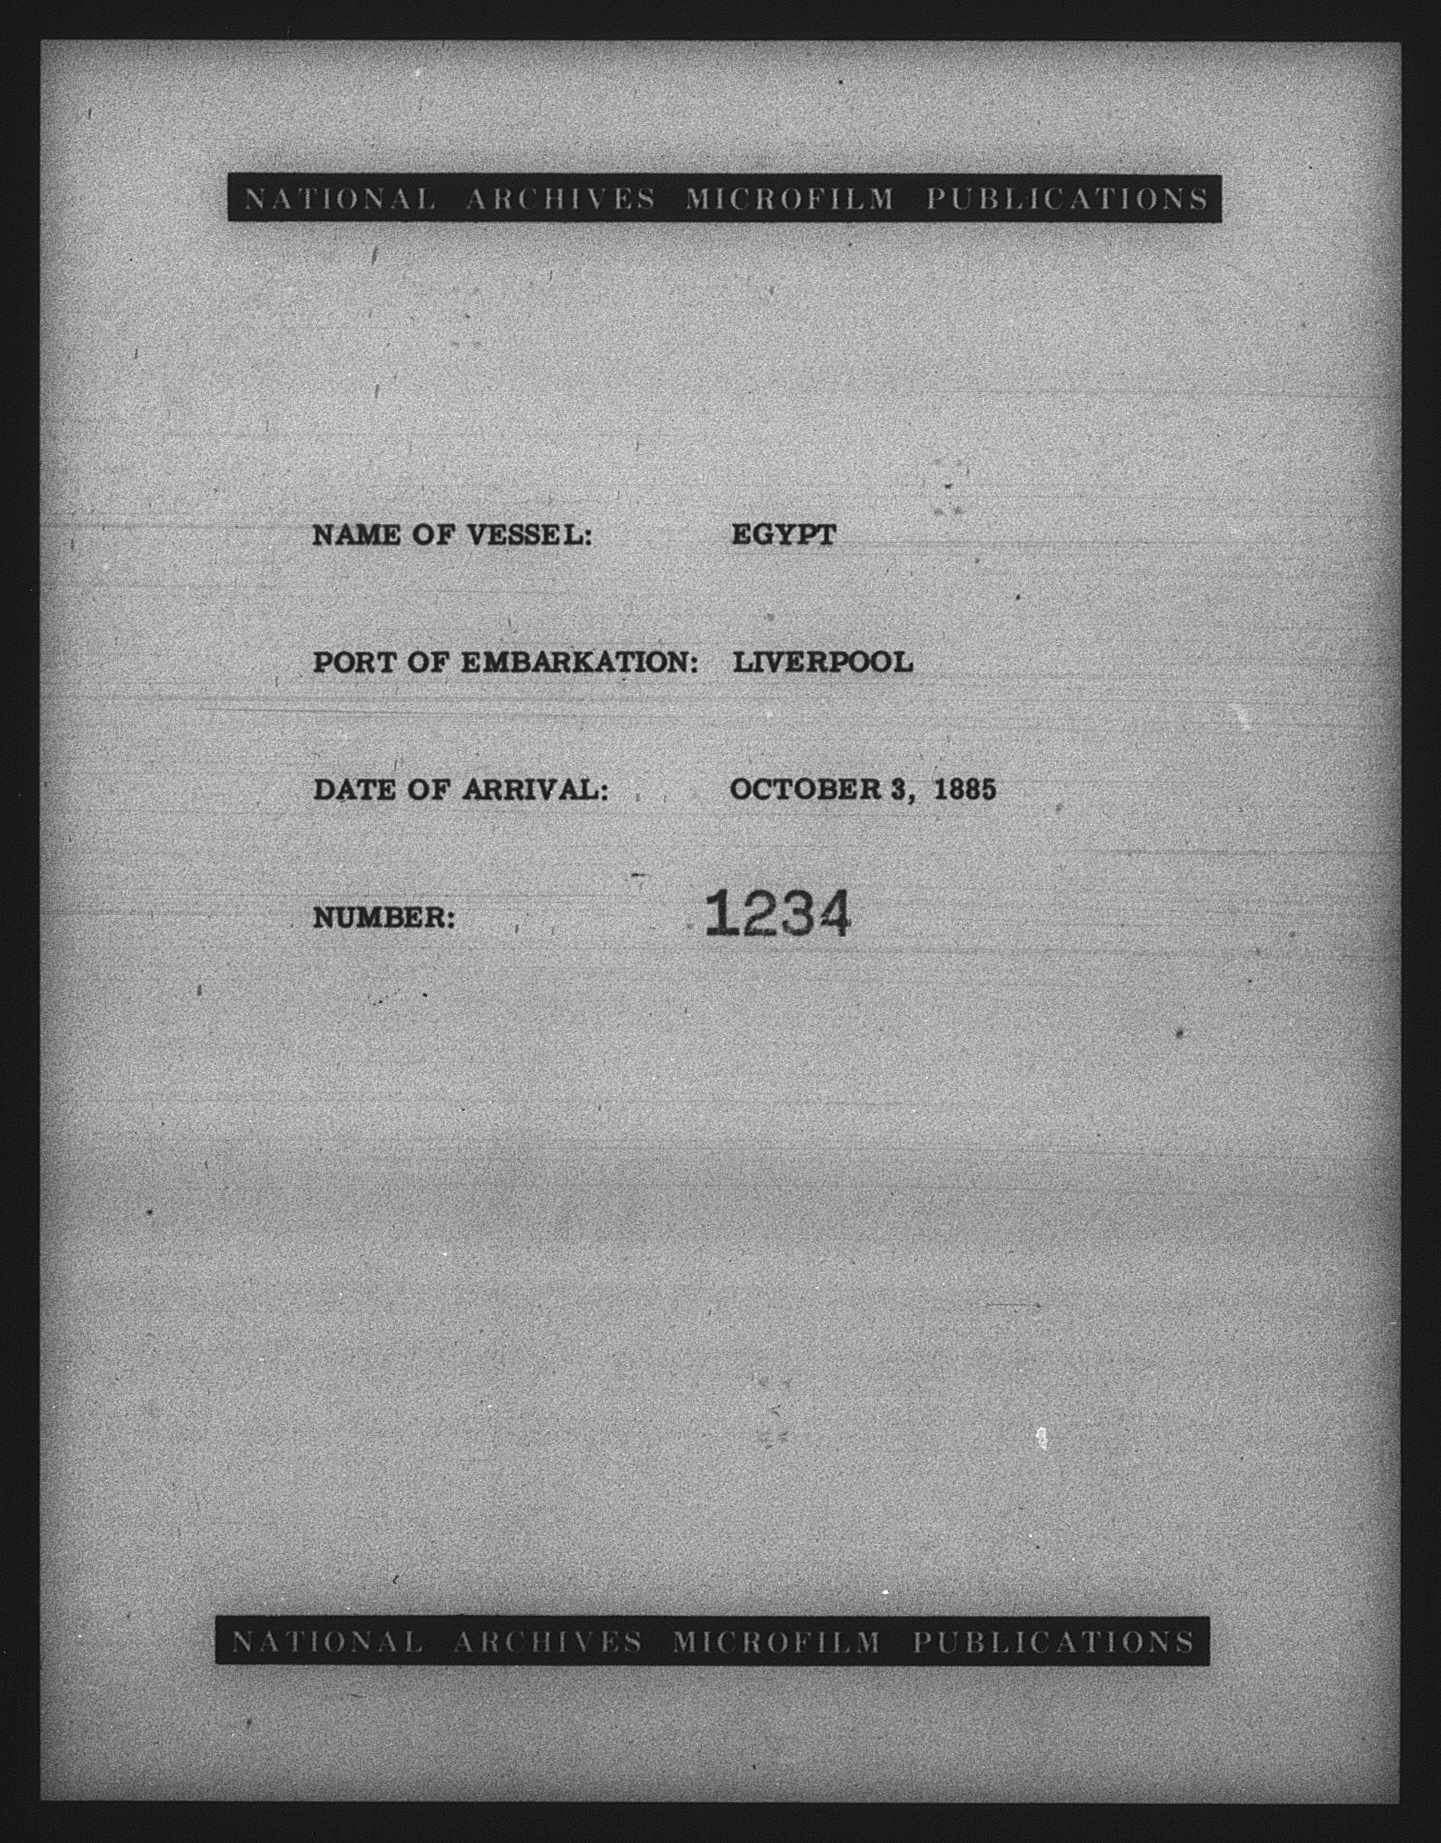 NATIONAL ARCHIVES MICROFILM PUBLICATIONS
NAME OF VESSEL: EGYPT
PORT OF EMBARKATION: LIVERPOOL
DATE OF ARRIVAL: OCTOBER 3, 1885
NUMBER: 1234
NATIONAL ARCHIVES MICROFILM PUBLICATIONS